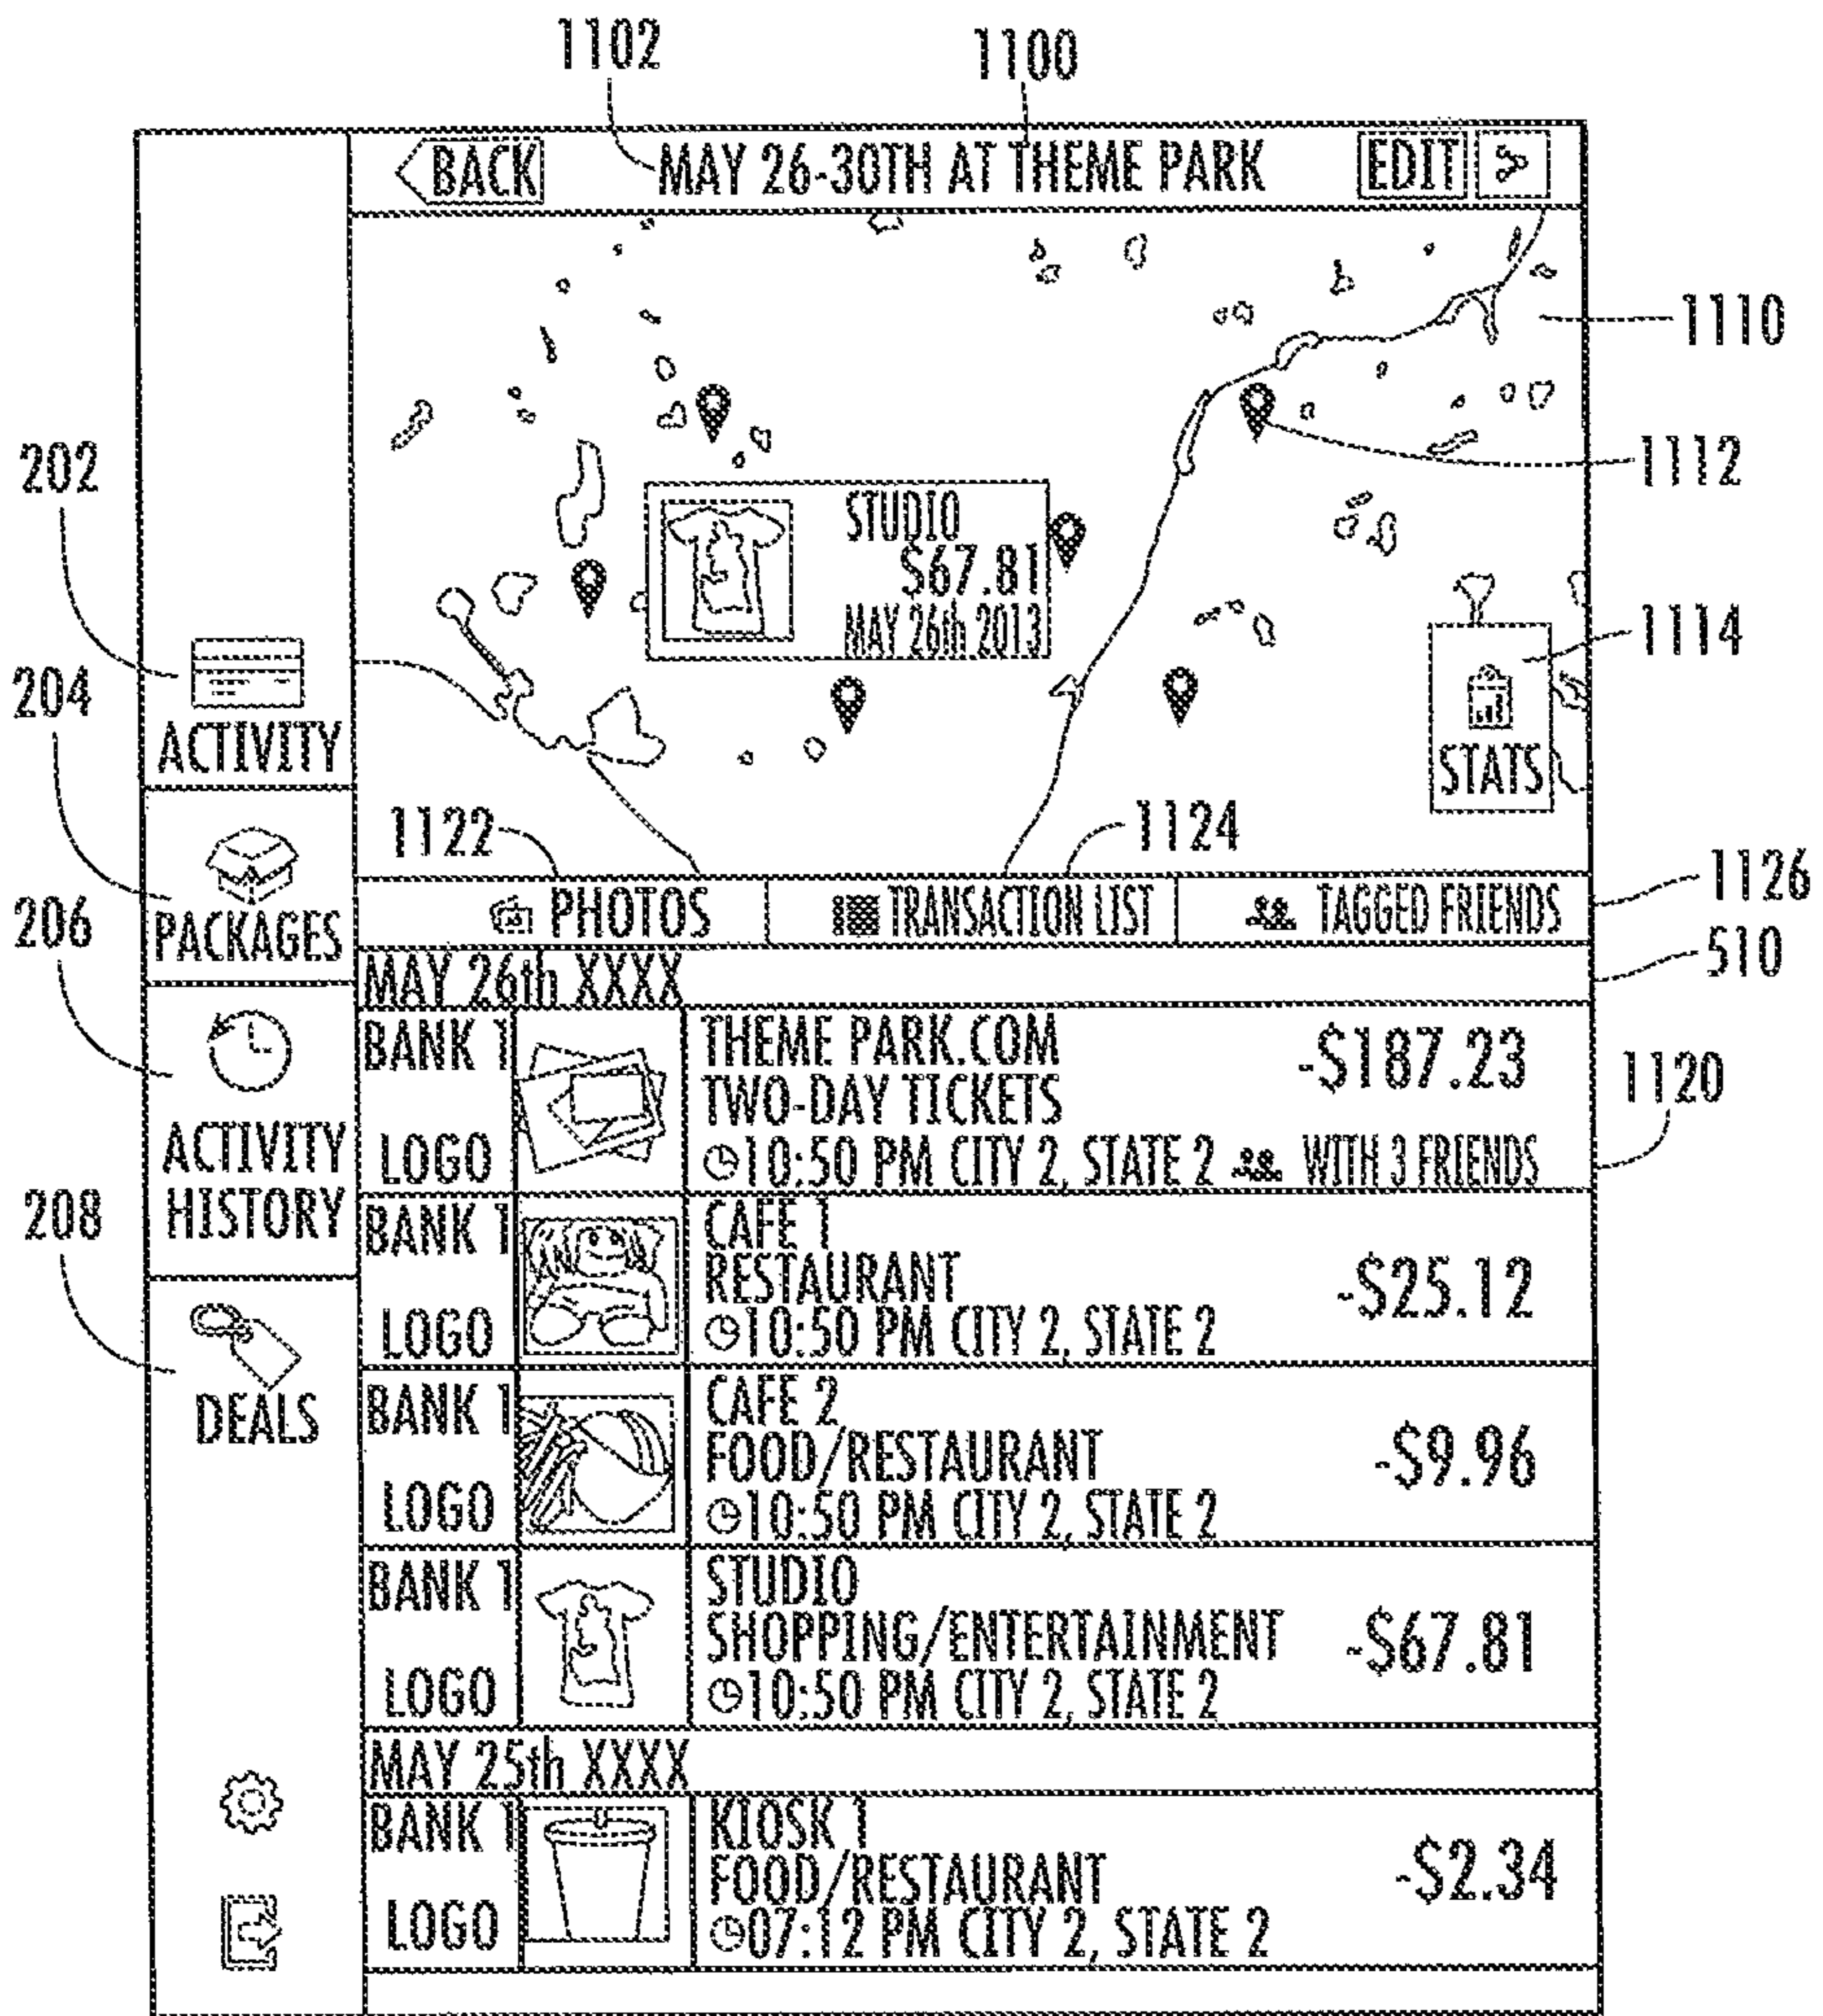 1102
1100
BACK
MAY 26-30TH AT THEME PARK
EDIT
1110
1112
202
STUDIO
$67.81
MAY 26th 2013
1114
204
ACTIVITY
STATS
1122
1124
1126
PACKAGES
PHOTOS
TRANSACTION LIST
TAGGED FRIENDS
206
510
MAY 26th XXXX
BANK 1
LOGO
THEME PARK.COM
TWO-DAY TICKETS
10:50 PM CITY 2, STATE 2
-$187.23
WITH 3 FRIENDS
1120
ACTIVITY
HISTORY
208
BANK 1
LOGO
CAFE 1
RESTAURANT
10:50 PM CITY 2, STATE 2
-$25.12
DEALS
BANK 1
LOGO
CAFE 2
FOOD/RESTAURANT
10:50 PM CITY 2, STATE 2
-$9.96
BANK 1
LOGO
STUDIO
SHOPPING/ENTERTAINMENT
10:50 PM CITY 2, STATE 2
-$67.81
MAY 25th XXXX
BANK 1
LOGO
KIOSK 1
FOOD/RESTAURANT
07:12 PM CITY 2, STATE 2
-$2.34